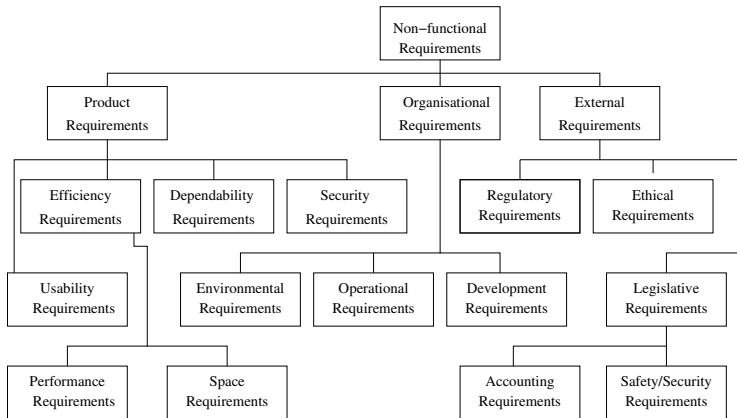 Non−functional
Requirements
Product
Requirements
Organisational
Requirements
External
Requirements
Efficiency
Requirements
Dependability
Requirements
Security
Requirements
Regulatory
Requirements
Ethical
Requirements
Usability
Requirements
Environmental
Requirements
Operational
Requirements
Development
Requirements
Legislative
Requirements
Performance
Requirements
Space
Requirements
Accounting
Requirements
Safety/Security
Requirements